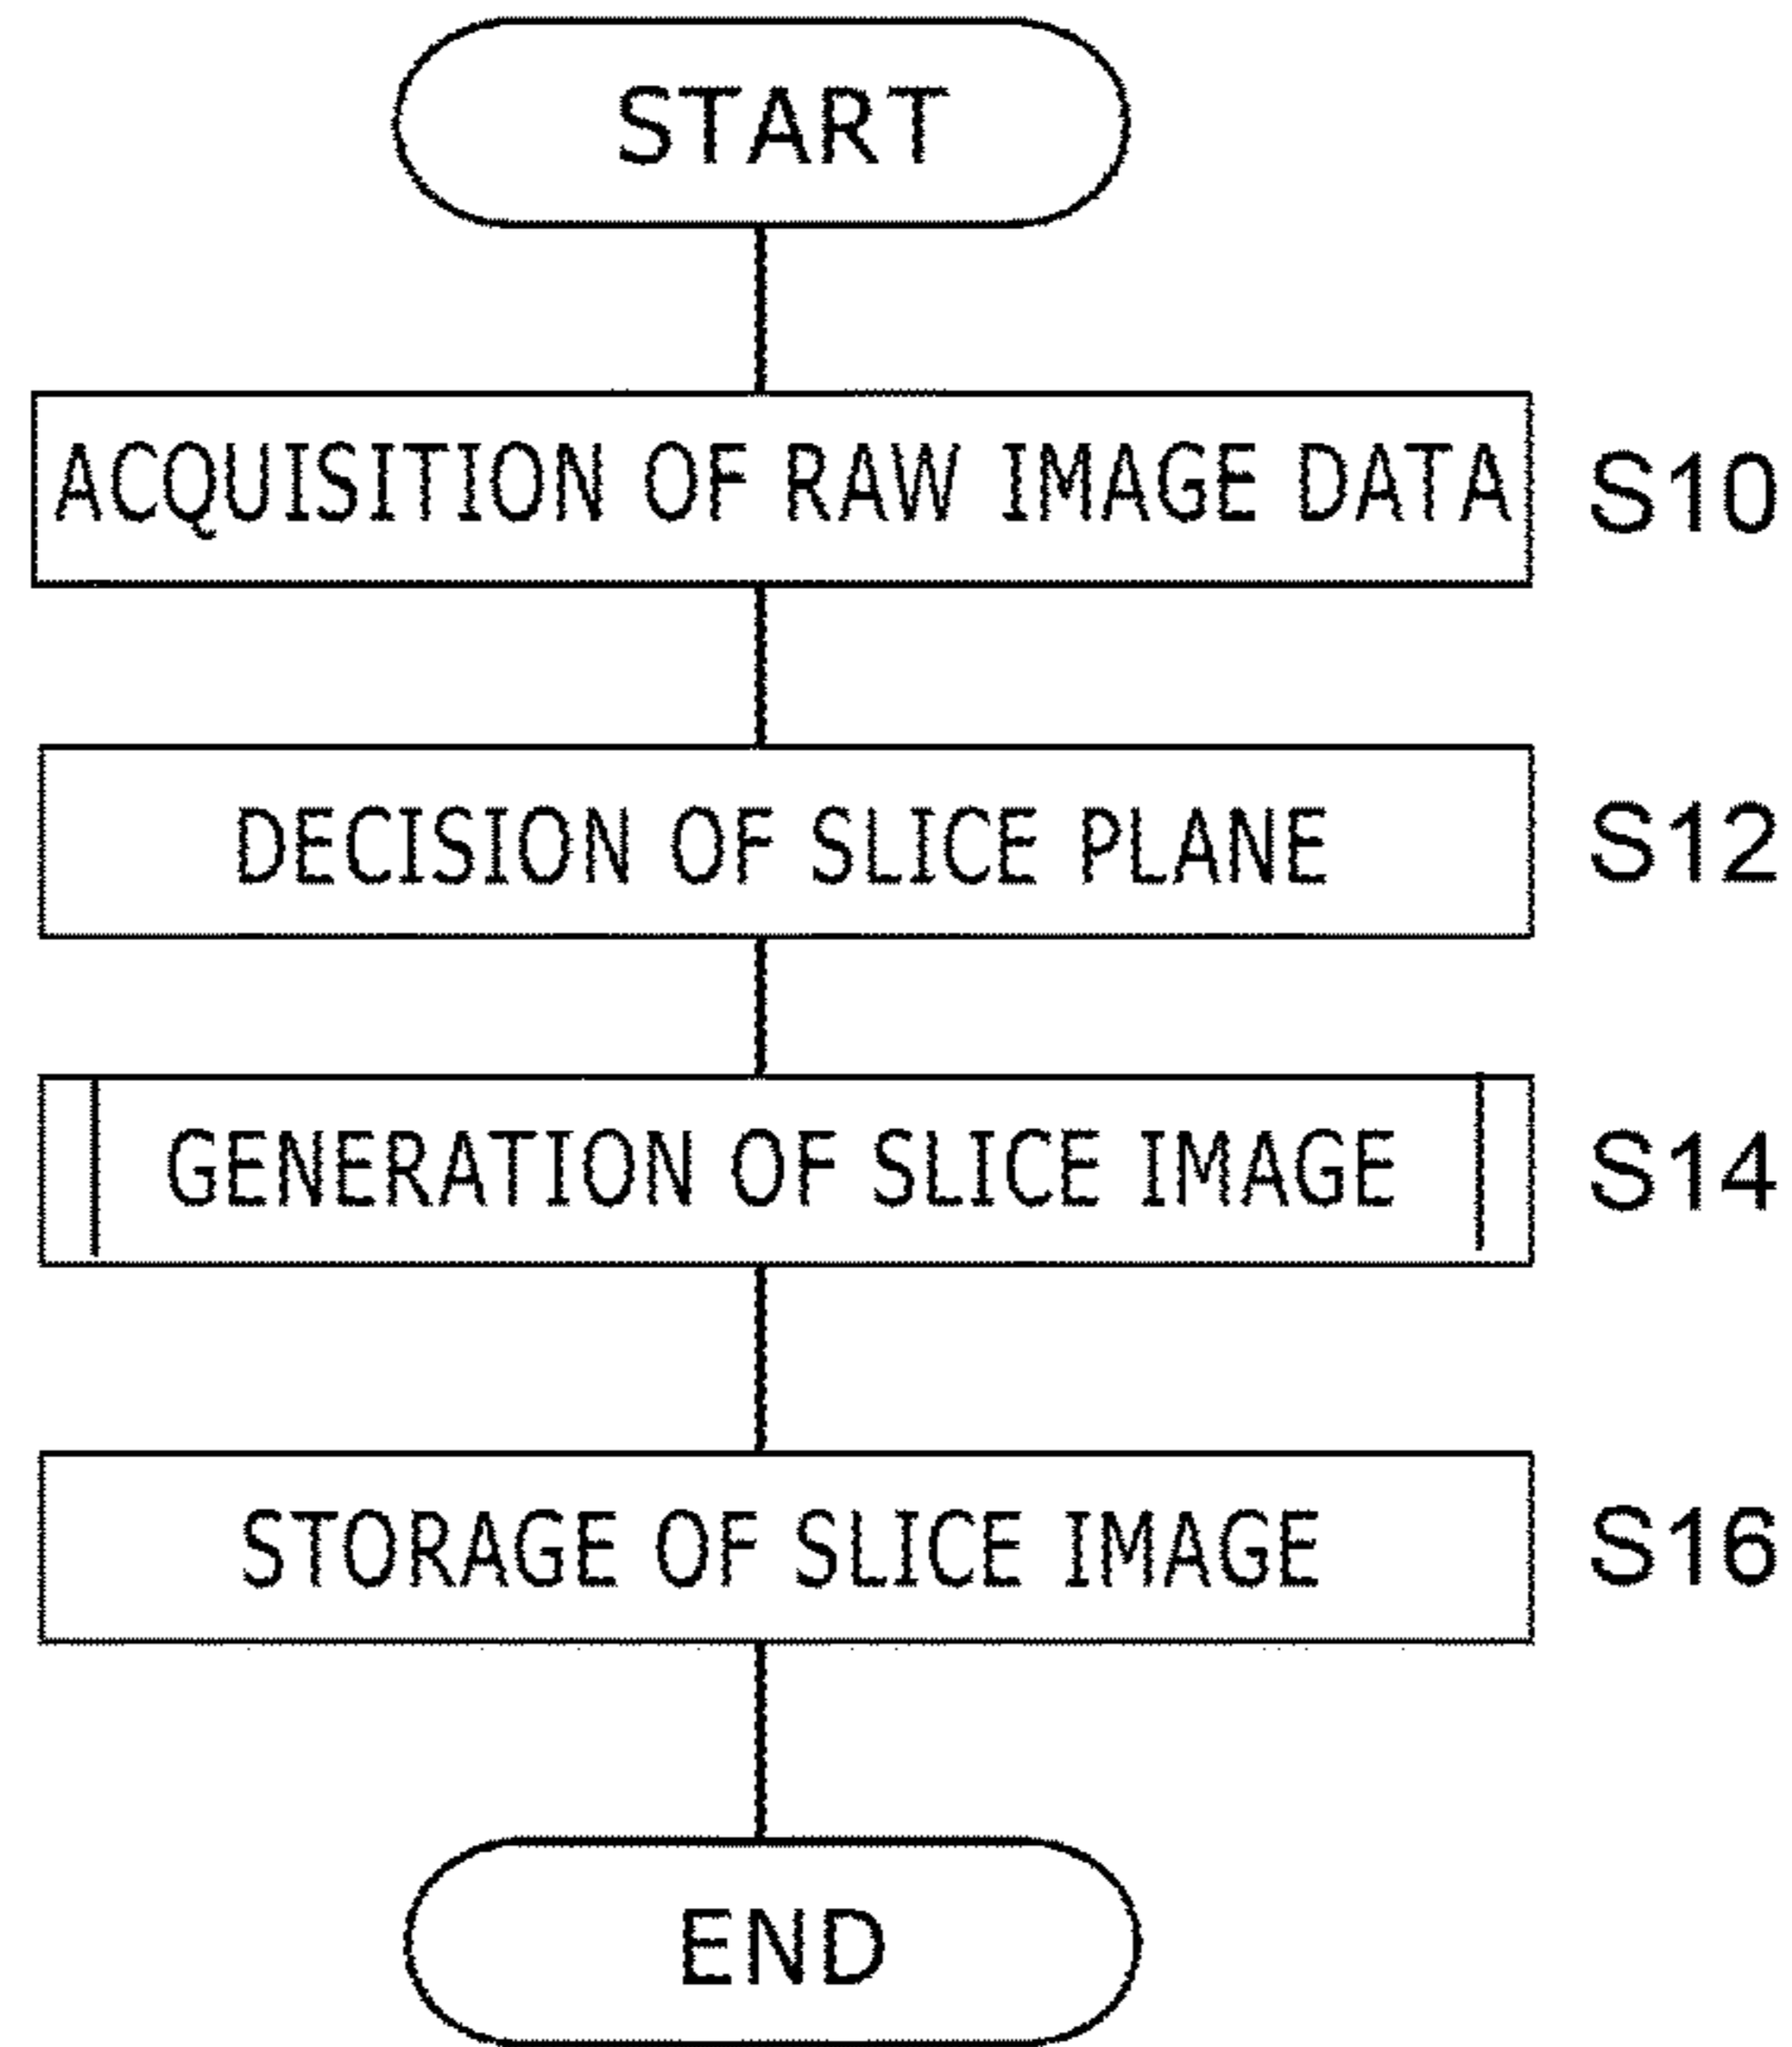 START
ACQUISITION OF RAW IMAGE DATA S10
DECISION OF SLICE PLANE S12
GENERATION OF SLICE IMAGE S14
STORAGE OF SLICE IMAGE S16
END